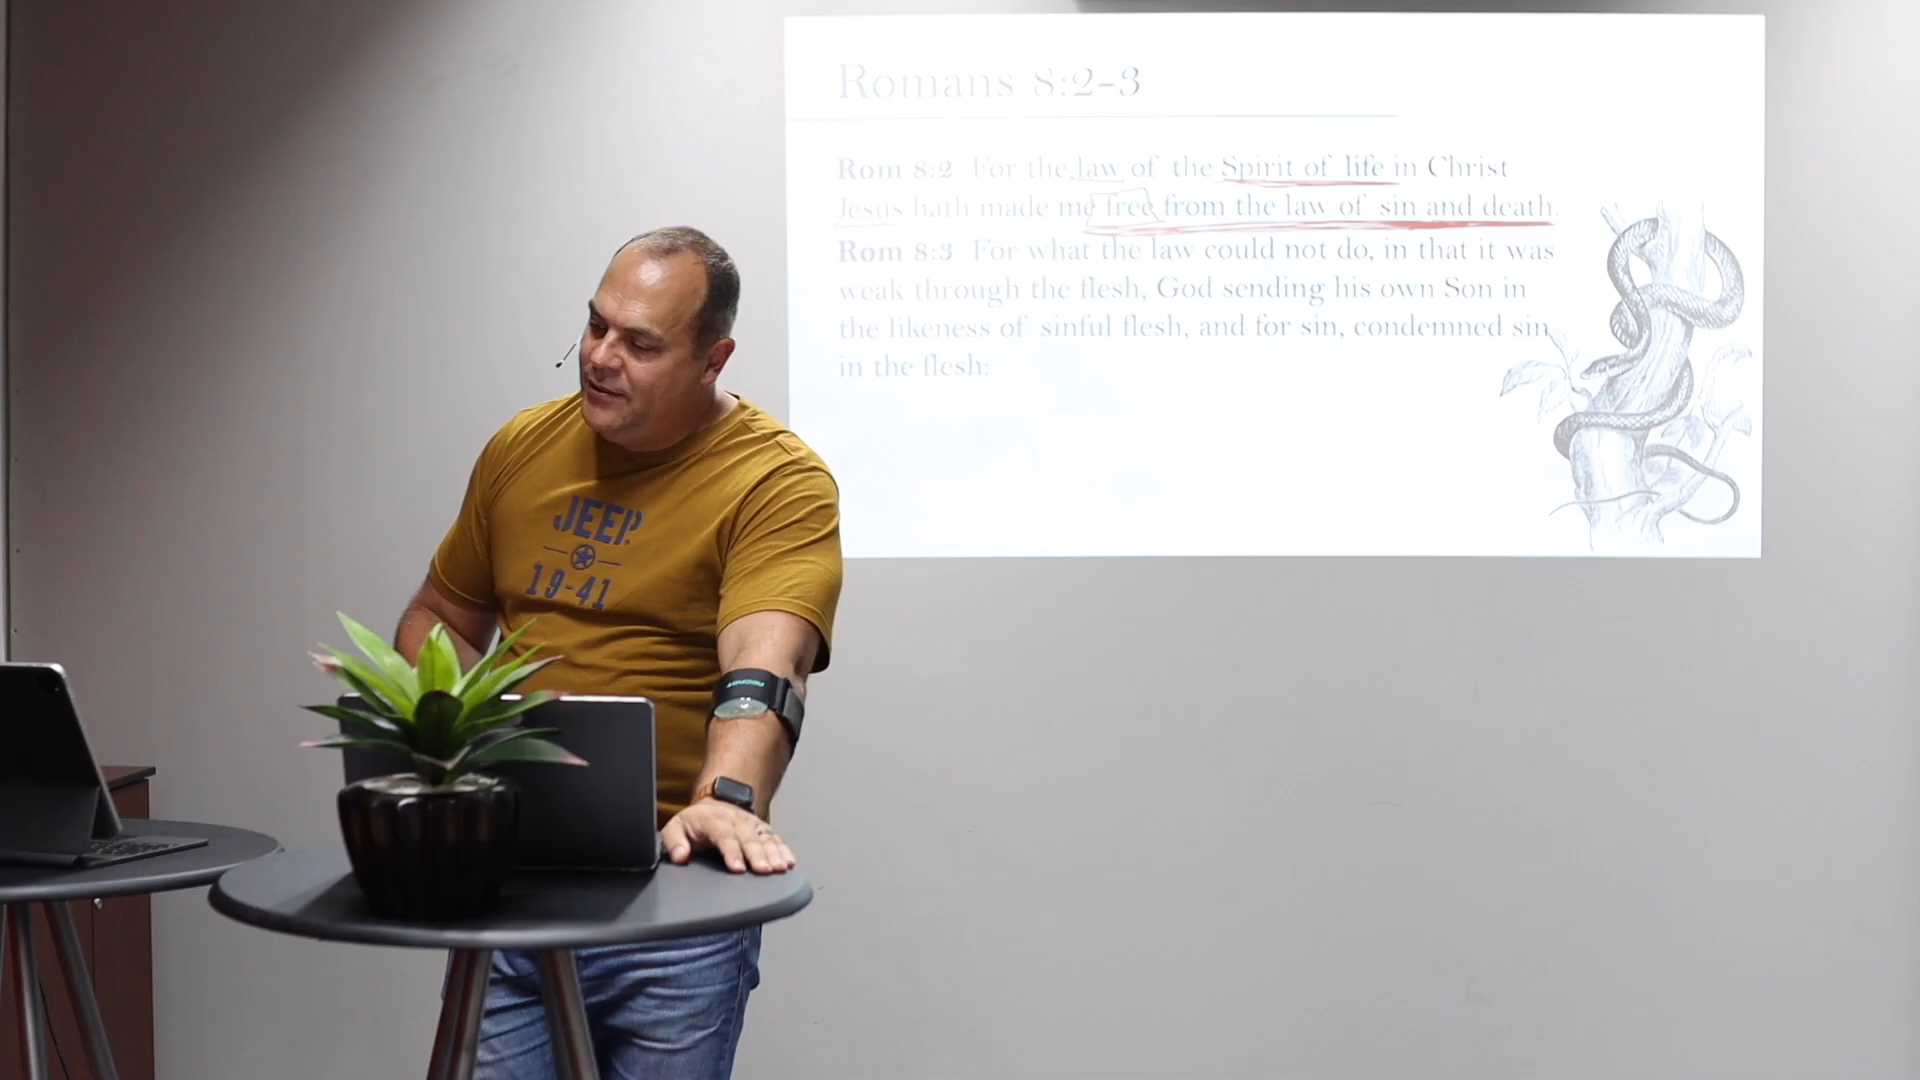 Romans 8:2-3
Rom 8:2 For the law of the Spirit of life in Christ
Jesus hath made me free from the law of sin and death.
Rom 8:3 For what the law could not do, in that it was
weak through the flesh, God sending his own Son in
the likeness of sinful flesh, and for sin, condemned sin
in the flesh:
JEEP
19-41